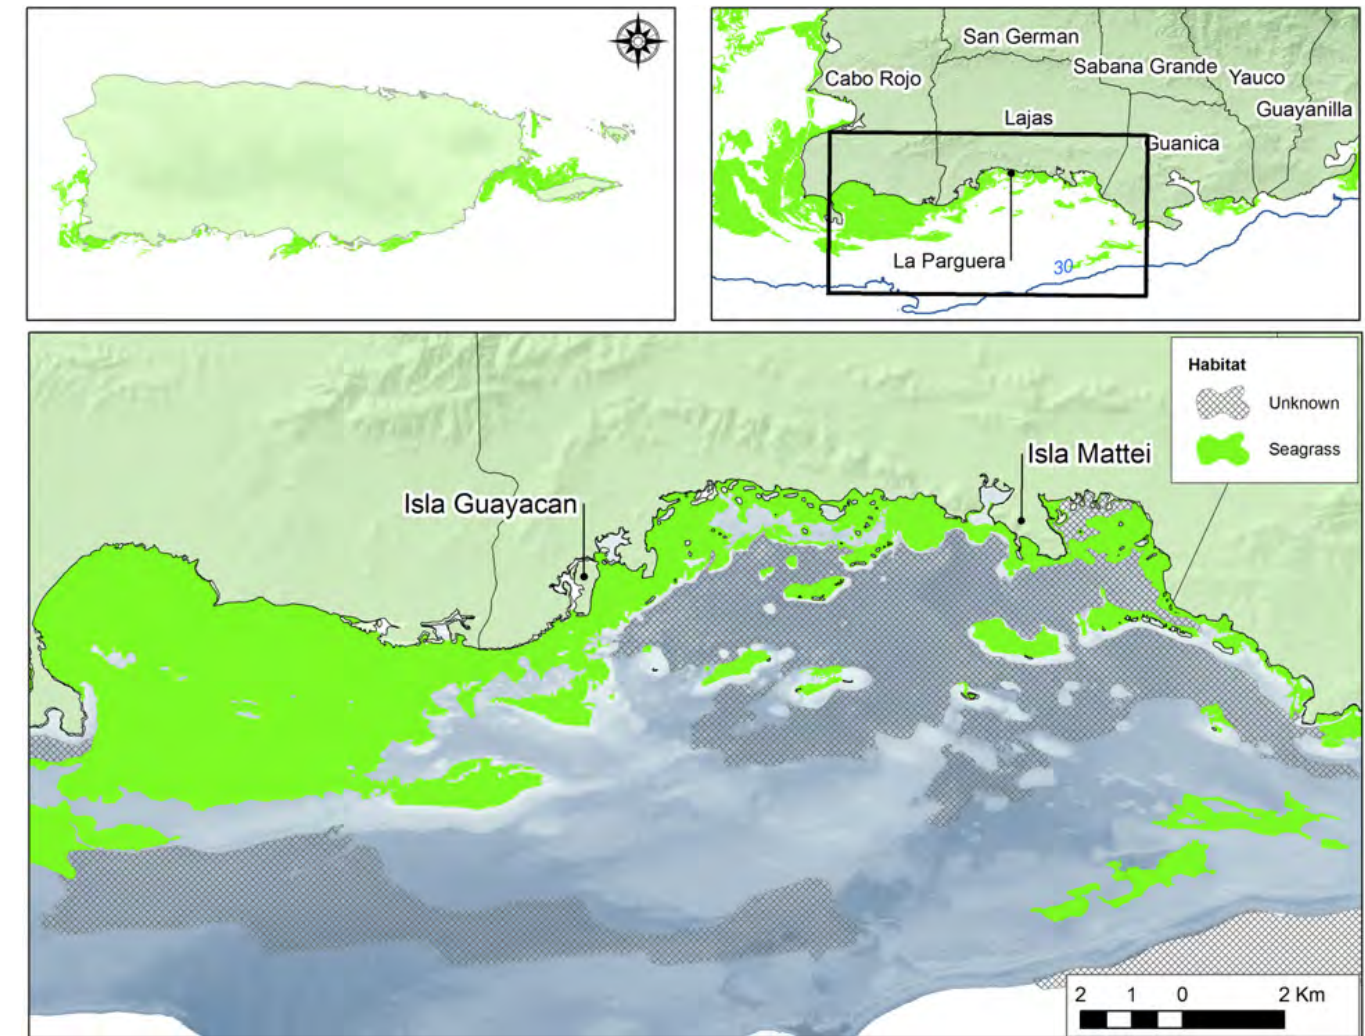 San German
Cabo Rojo
Sabana Grande
Yauco
Guayanilla
Lajas
Guanica
La Parguera
30
Habitat
Unknown
Seagrass
Isla Mattei
Isla Guayacan
2 1 0 2 Km